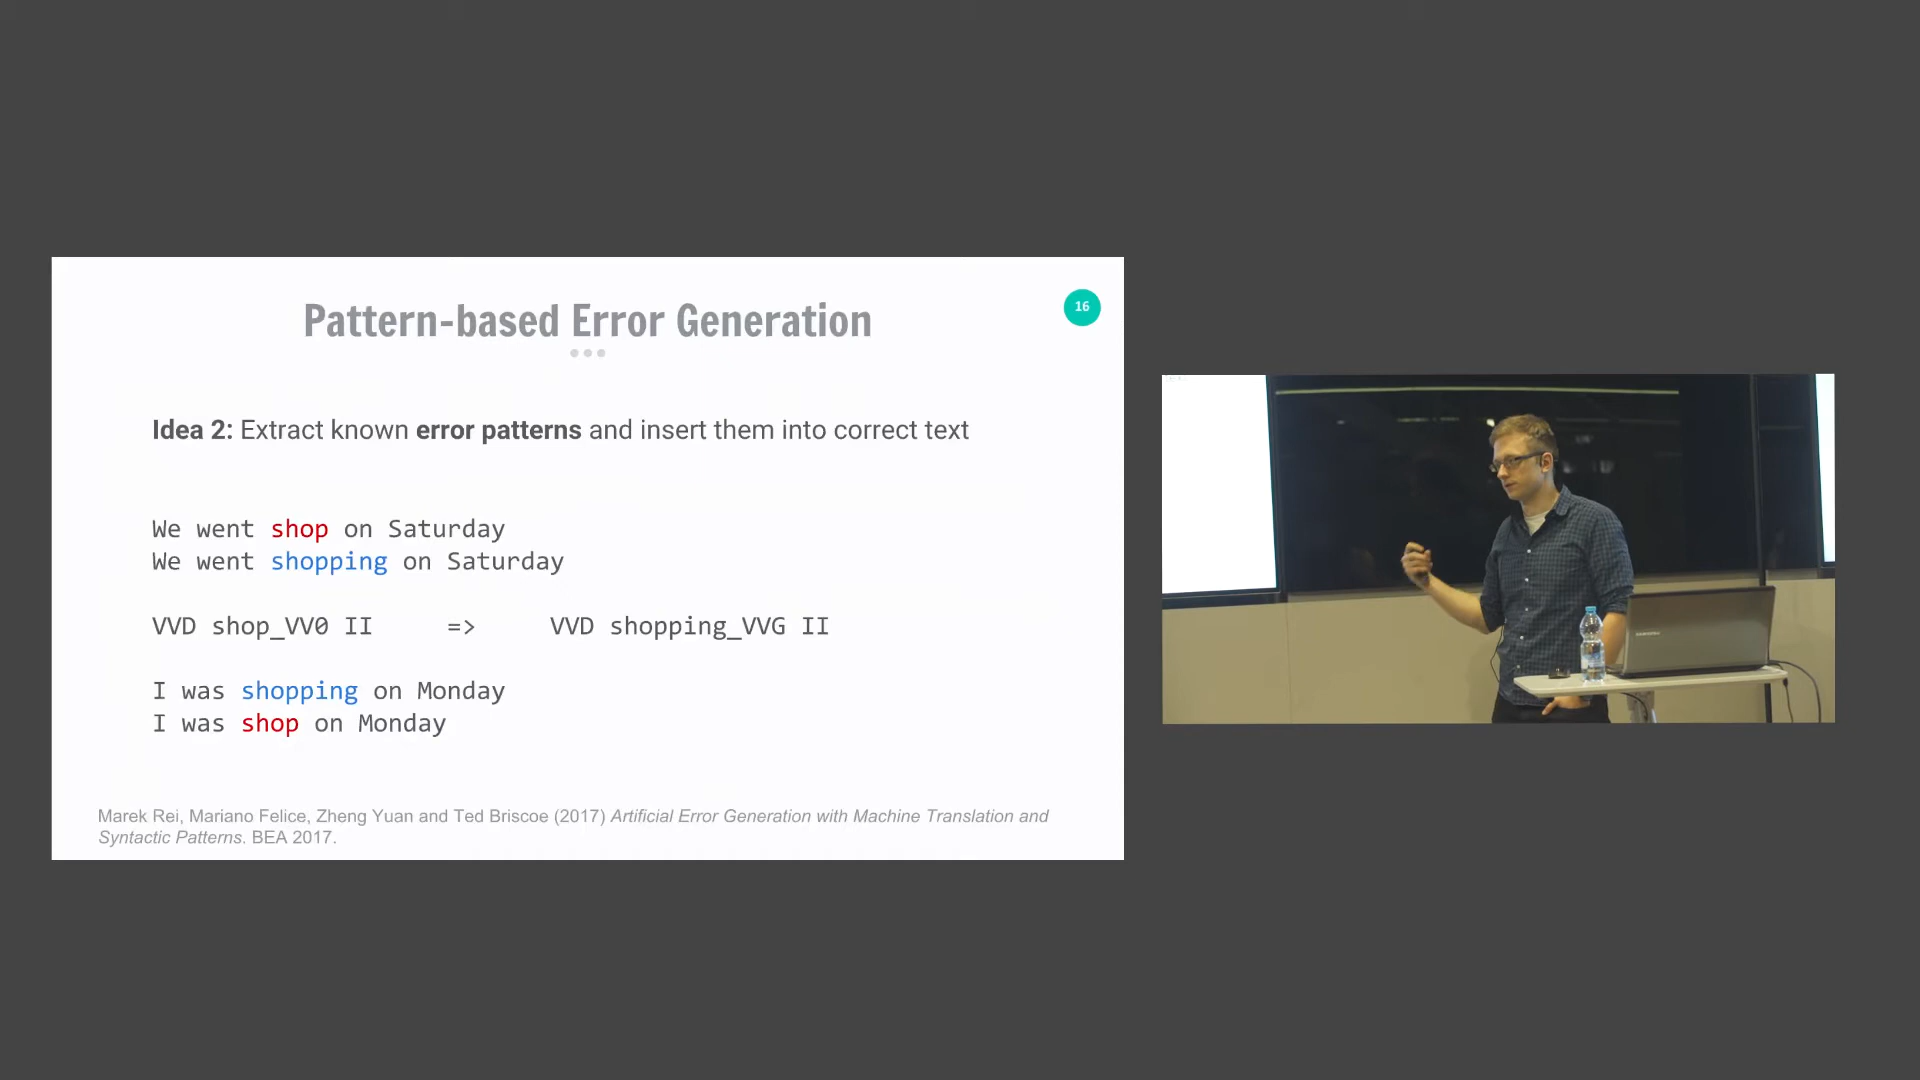 Pattern-based Error Generation
16
Idea 2: Extract known error patterns and insert them into correct text
We went shop on Saturday
We went shopping on Saturday
VVD shop_VV0 II => VVD shopping_VVG II
I was shopping on Monday
I was shop on Monday
Marek Rei, Mariano Felice, Zheng Yuan and Ted Briscoe (2017) Artificial Error Generation with Machine Translation and
Syntactic Patterns. BEA 2017.